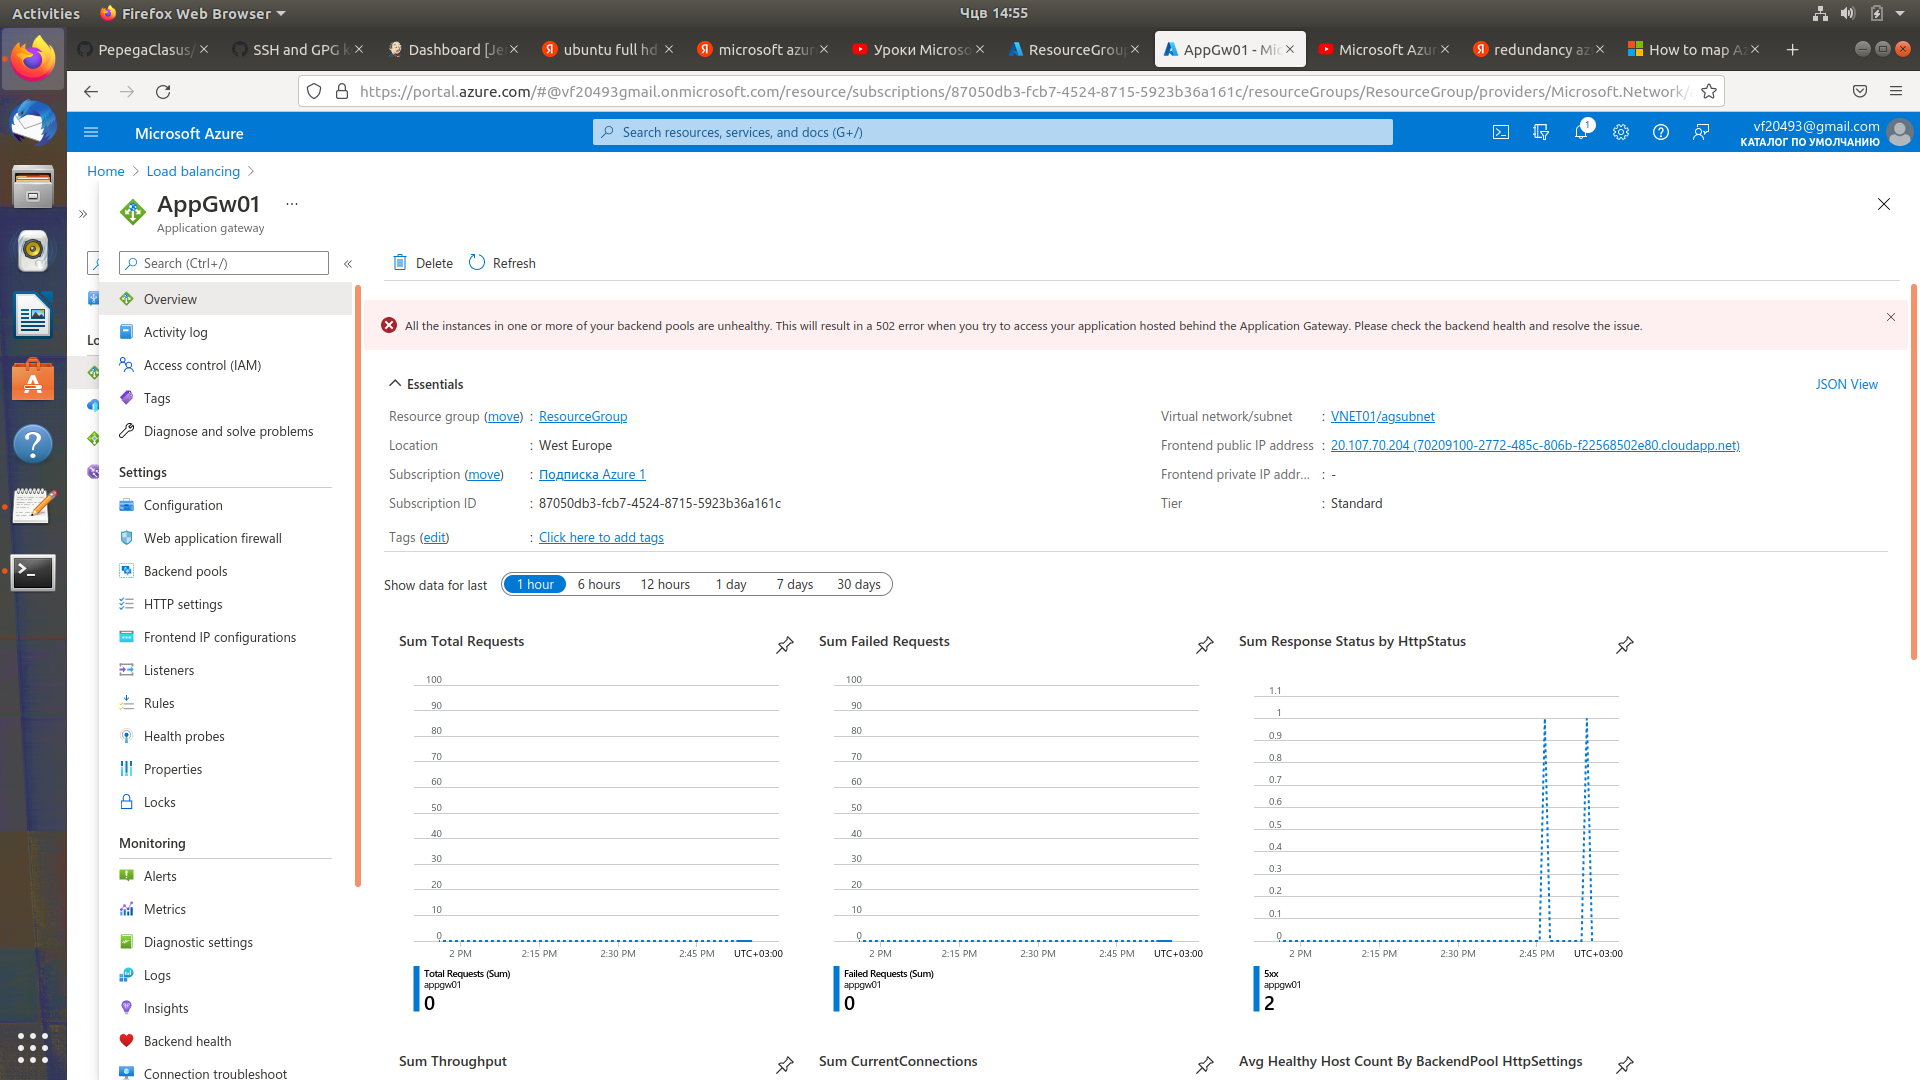 Activities
Firefox Web Browser
Чцв 14:55
PepegaClasus/
SSH and GPG k
Dashboard [Je
ubuntu full hd
microsoft azur
Уроки Microso
ResourceGroup
AppGw01 - Mic
Microsoft Azur
redundancy az
How to map Az
https://portal.azure.com/#@vf20493gmail.onmicrosoft.com/resource/subscriptions/87050db3-fcb7-4524-8715-5923b36a161c/resourceGroups/ResourceGroup/providers/Microsoft.Network/
Microsoft Azure
Search resources, services, and docs (G+/)
1
vf20493@gmail.com
КАТАЛОГ ПО УМОЛЧАНИЮ
Home
Load balancing
AppGw01
...
Application gateway
Search (Ctrl+/)
Delete
Refresh
Overview
Activity log
Access control (IAM)
Tags
Diagnose and solve problems
Settings
Configuration
Web application firewall
Backend pools
HTTP settings
Frontend IP configurations
Listeners
Rules
Health probes
Properties
Locks
Monitoring
Alerts
Metrics
Diagnostic settings
Logs
Insights
Backend health
Connection troubleshoot
Lo
All the instances in one or more of your backend pools are unhealthy. This will result in a 502 error when you try to access your application hosted behind the Application Gateway. Please check the backend health and resolve the issue.
Essentials
JSON View
Resource group (move) : ResourceGroup
Location : West Europe
Subscription (move) : Подписка Azure 1
Subscription ID : 87050db3-fcb7-4524-8715-5923b36a161c
Tags (edit) : Click here to add tags
Virtual network/subnet : VNET01/agsubnet
Frontend public IP address : 20.107.70.204 (70209100-2772-485c-806b-f22568502e80.cloudapp.net)
Frontend private IP addr... : -
Tier : Standard
Show data for last
1 hour
6 hours
12 hours
1 day
7 days
30 days
Sum Total Requests
100
90
80
70
60
50
40
30
20
10
0
2 PM
2:15 PM
2:30 PM
2:45 PM
UTC+03:00
Total Requests (Sum)
appgw01
0
Sum Failed Requests
100
90
80
70
60
50
40
30
20
10
0
2 PM
2:15 PM
2:30 PM
2:45 PM
UTC+03:00
Failed Requests (Sum)
appgw01
0
Sum Response Status by HttpStatus
1.1
1
0.9
0.8
0.7
0.6
0.5
0.4
0.3
0.2
0.1
0
2 PM
2:15 PM
2:30 PM
2:45 PM
UTC+03:00
5xx
appgw01
2
Sum Throughput
Sum CurrentConnections
Avg Healthy Host Count By BackendPool HttpSettings